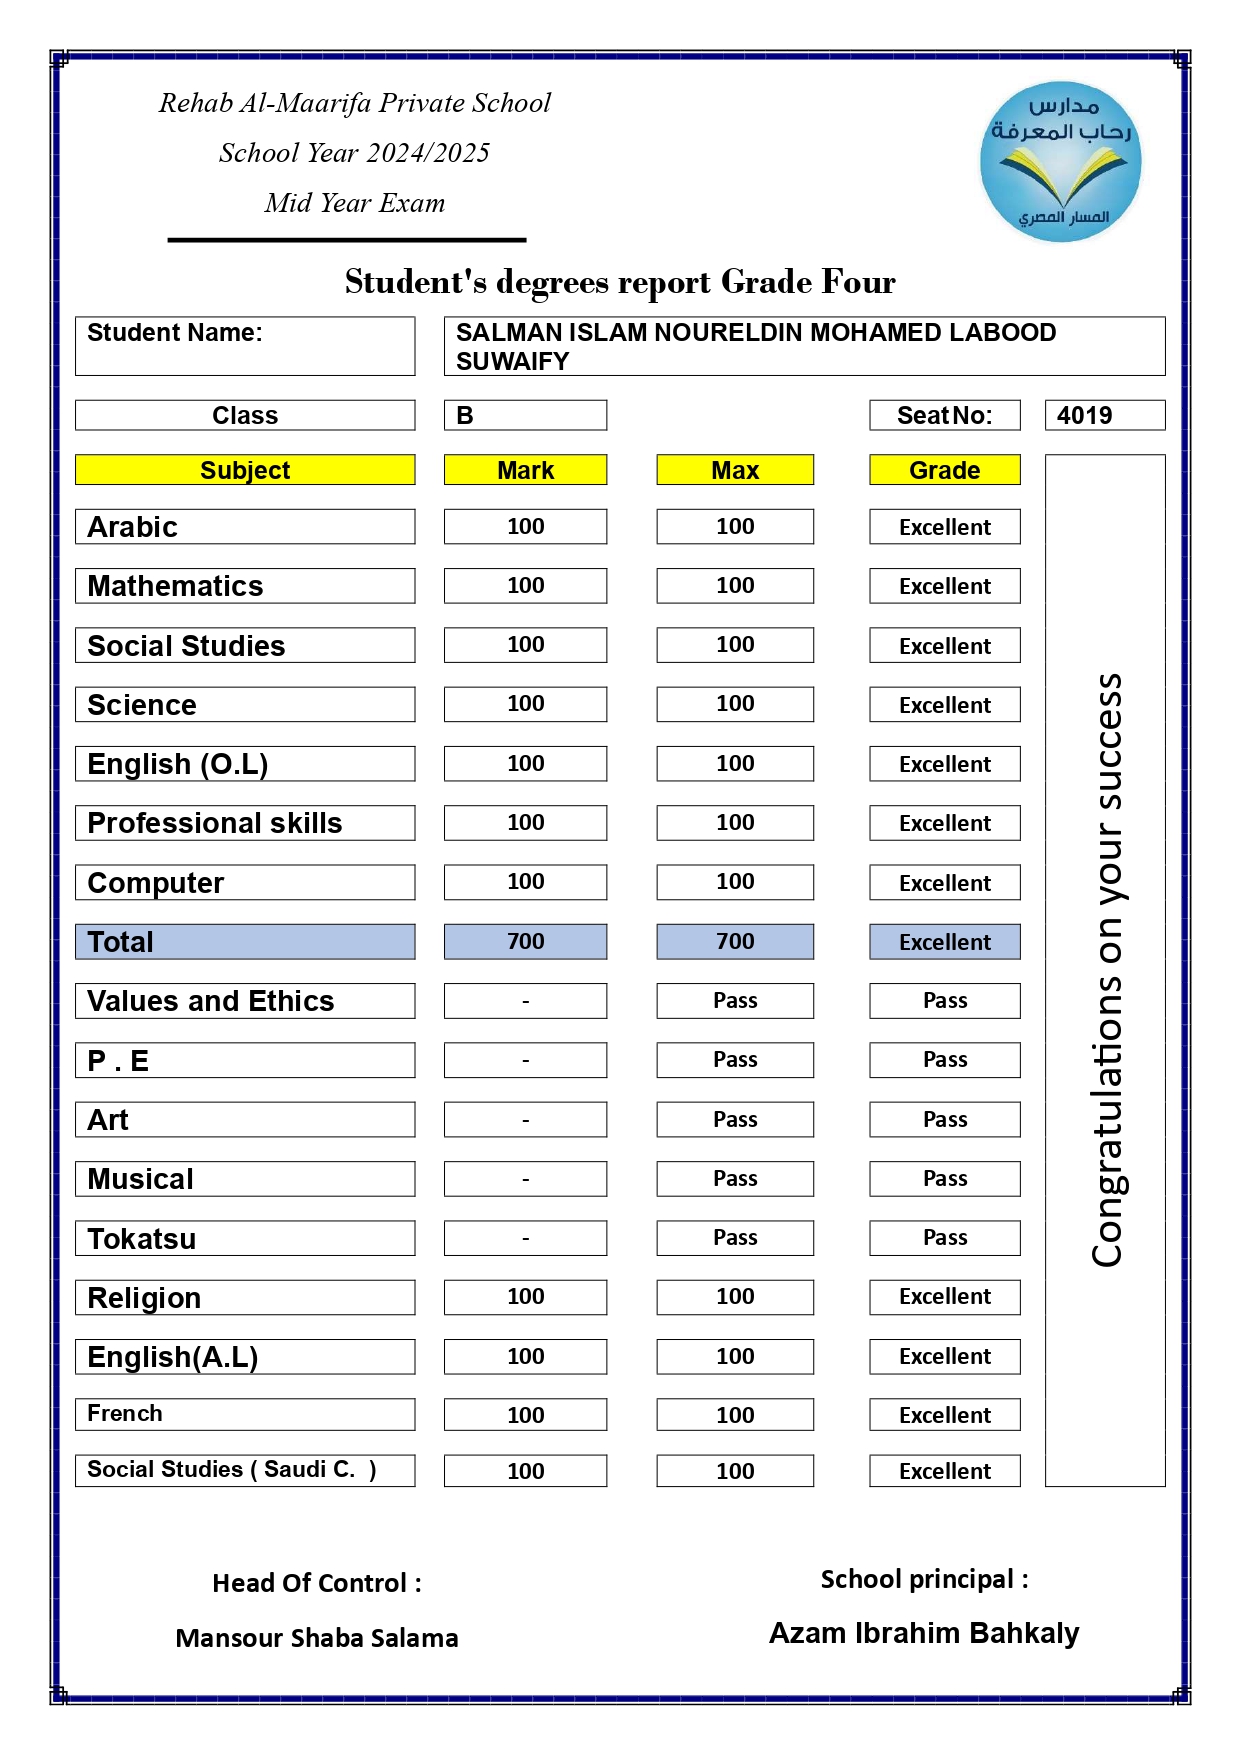 Rehab Al-Maarifa Private School
School Year 2024/2025
Mid Year Exam
مدارس
رحاب المعرفة
المسار المصري
Student's degrees report Grade Four
Student Name: SALMAN ISLAM NOURELDIN MOHAMED LABOOD
SUWAIFY
Class B Seat No: 4019
Subject Mark Max Grade
Arabic 100 100 Excellent
Mathematics 100 100 Excellent
Social Studies 100 100 Excellent
Science 100 100 Excellent
English (O.L) 100 100 Excellent
Professional skills 100 100 Excellent
Computer 100 100 Excellent
Total 700 700 Excellent
Values and Ethics - Pass Pass
P . E - Pass Pass
Art - Pass Pass
Musical - Pass Pass
Tokatsu - Pass Pass
Religion 100 100 Excellent
English(A.L) 100 100 Excellent
French 100 100 Excellent
Social Studies ( Saudi C. ) 100 100 Excellent
Congratulations on your success
Head Of Control :
Mansour Shaba Salama
School principal :
Azam Ibrahim Bahkaly